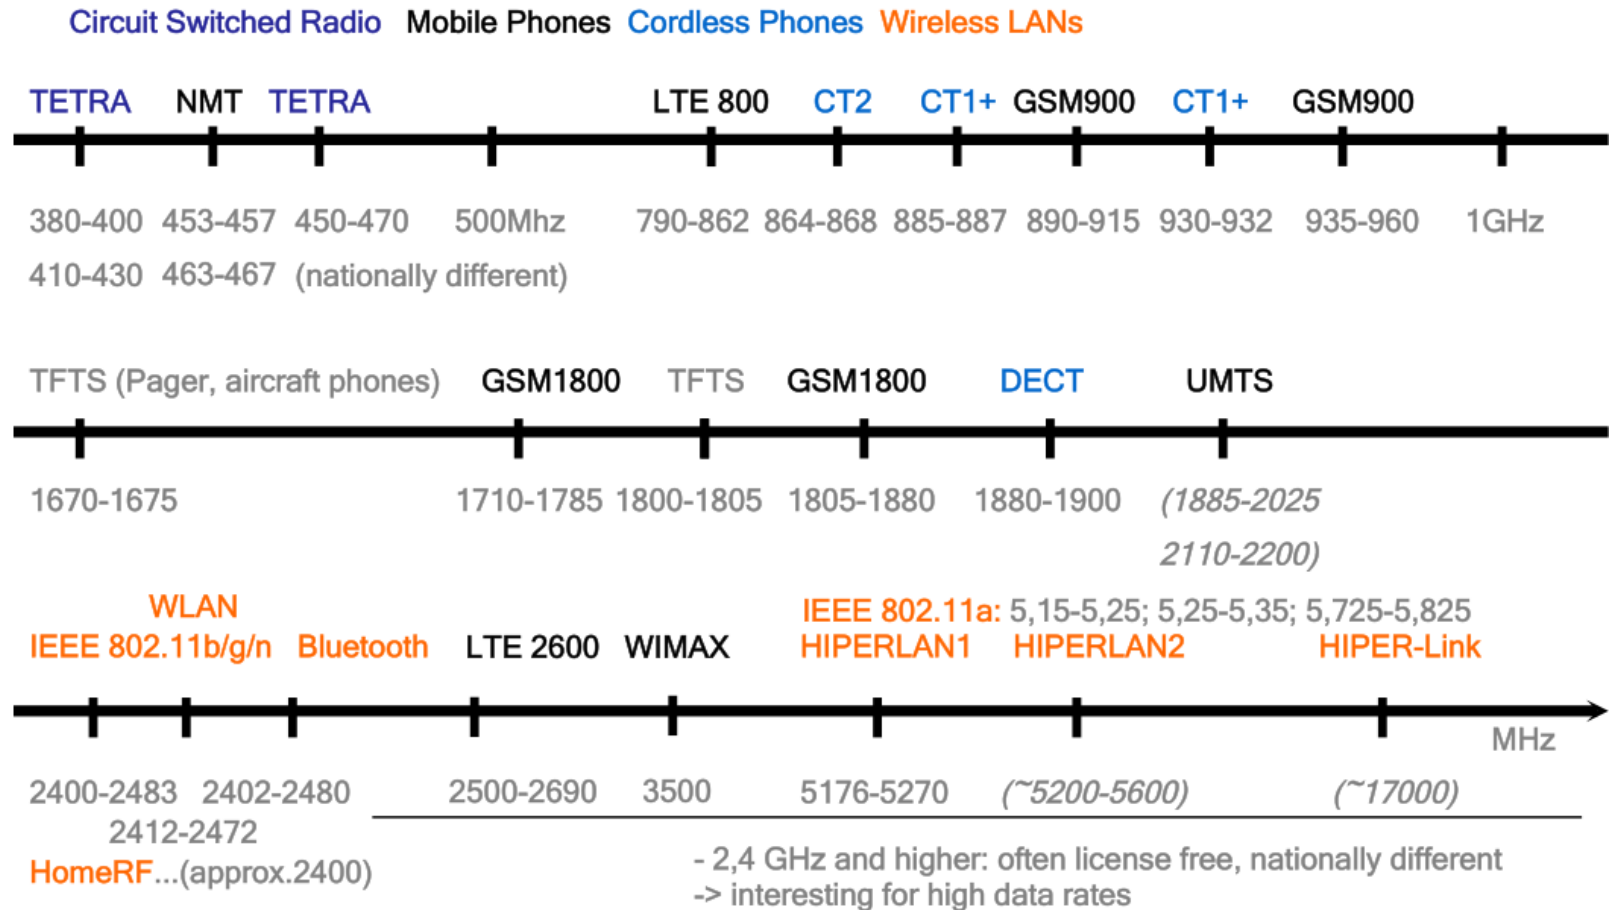 Circuit Switched Radio Mobile Phones Cordless Phones Wireless LANs
TETRA NMT TETRA LTE 800 CT2 CT1+ GSM900 CT1+ GSM900
380-400 453-457 450-470 500Mhz 790-862 864-868 885-887 890-915 930-932 935-960 1GHz
410-430 463-467 (nationally different)
TFTS (Pager, aircraft phones) GSM1800 TFTS GSM1800 DECT UMTS
1670-1675 1710-1785 1800-1805 1805-1880 1880-1900 (1885-2025
2110-2200)
WLAN IEEE 802.11a: 5,15-5,25; 5,25-5,35; 5,725-5,825
IEEE 802.11b/g/n Bluetooth LTE 2600 WIMAX HIPERLAN1 HIPERLAN2 HIPER-Link
MHz
2400-2483 2402-2480 2500-2690 3500 5176-5270 (~5200-5600) (~17000)
2412-2472
HomeRF...(approx.2400) - 2,4 GHz and higher: often license free, nationally different
-> interesting for high data rates